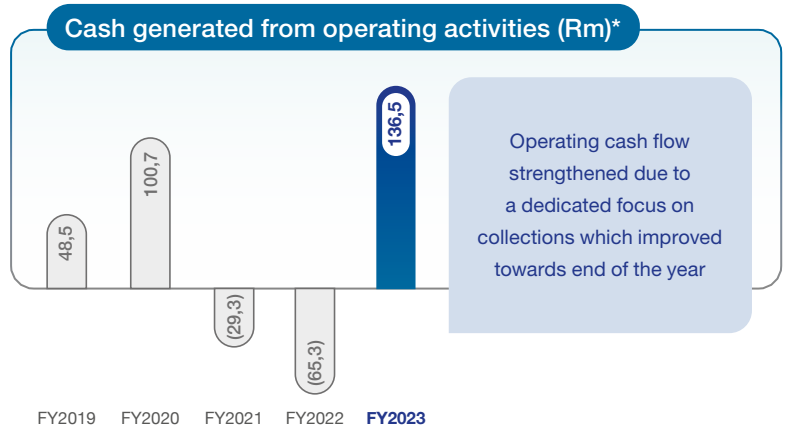 Cash generated from operating activities (Rm)*
48,5
100,7
(29,3)
(65,3)
136,5
Operating cash flow
strengthened due to
a dedicated focus on
collections which improved
towards end of the year
FY2019 FY2020 FY2021 FY2022 FY2023